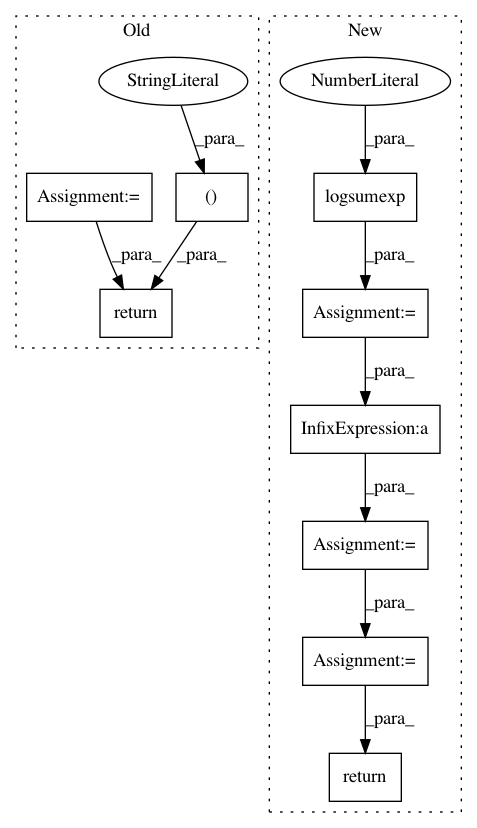 Old
New
StringLiteral
NumberLiteral
_para_
_para_
Assignment:=
()
logsumexp
_para_
_para_
_para_
return
Assignment:=
_para_
InfixExpression:a
_para_
Assignment:=
_para_
Assignment:=
_para_
return